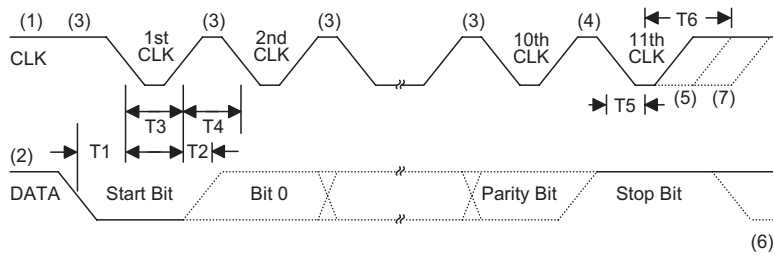 (1) (3) 1st CLK (3) 2nd CLK (3) (3) 10th CLK (4) 11th CLK T6
CLK
T3 T4 T5 (5) (7)
(2) T1 T2
DATA Start Bit Bit 0 Parity Bit Stop Bit
(6)